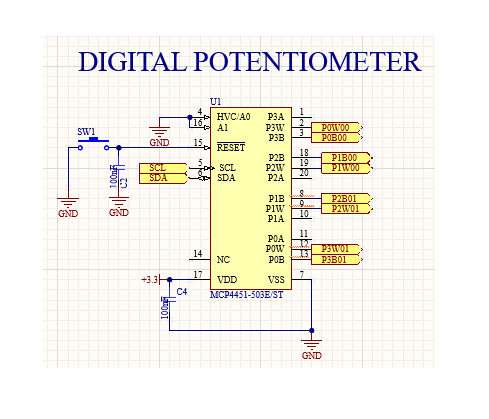 DIGITAL POTENTIOMETER
U1
4 HVC/A0 P3A 1
16 A1 P3W 2 P0W00
P3B 3 P0B00
GND
SW1
15 RESET
P2B 18 P1B00
5 SCL SCL P2W 19 P1W00
SDA SDA P2A 20
100nF C2
P1B 8 P2B01
P1W 9 P2W01
P1A 10
GND GND
P0A 11
P0W 12 P3W01
14 NC P0B 13 P3B01
+3.3 17 VDD VSS 7
C4 MCP4451-503E/ST
100nF
GND